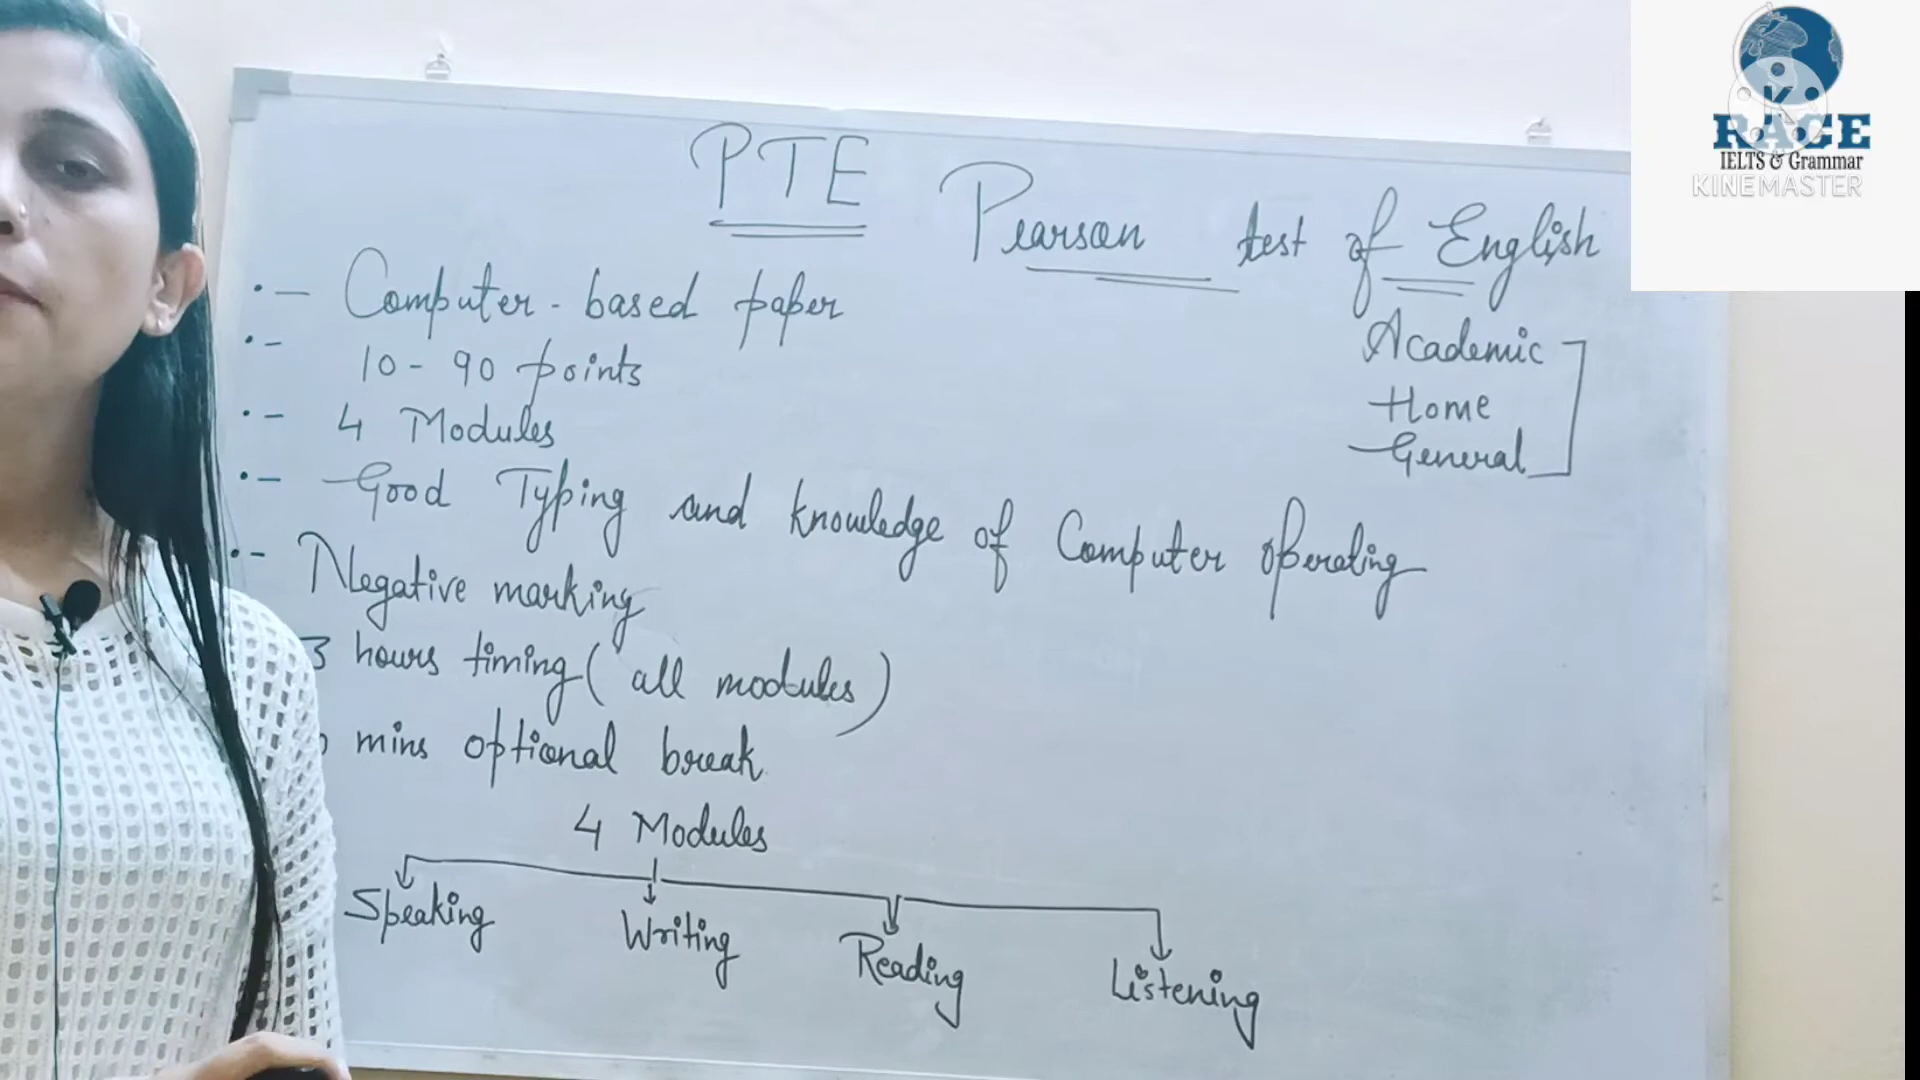 PTE Pearson test of English
Academic
Home
General
·- Computer-based paper
·- 10-90 points
·- 4 Modules
·- Good Typing and knowledge of Computer operating
·- Negative marking
3 hours timing (all modules)
mins optional break
4 Modules
Speaking Writing Reading Listening
RACE
IELTS & Grammar
KINEMASTER